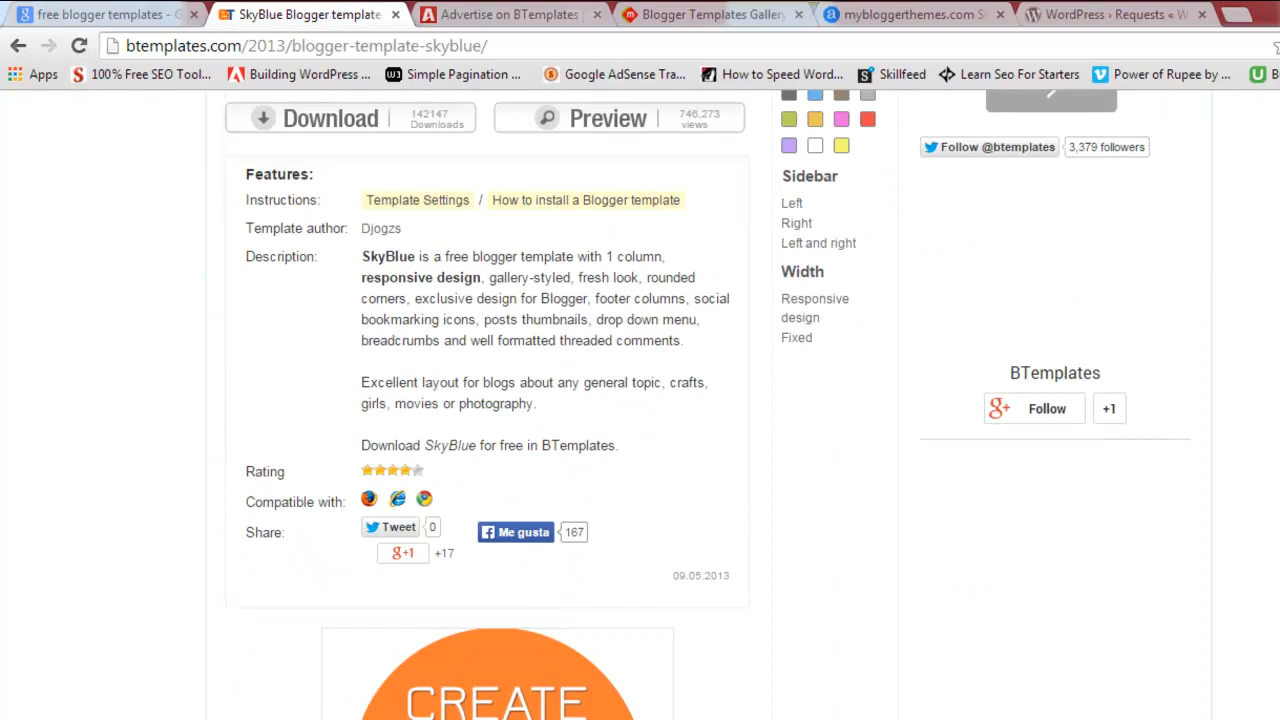 free blogger templates - G
SkyBlue Blogger template
Advertise on BTemplates
Blogger Templates Gallery
mybloggerthemes.com S
WordPress › Requests « W
btemplates.com/2013/blogger-template-skyblue/
Apps
100% Free SEO Tool...
Building WordPress ...
Simple Pagination ...
Google AdSense Tra...
How to Speed Word...
Skillfeed
Learn Seo For Starters
Power of Rupee by ...
Download
142147
Downloads
Preview
746,273
views
Features:
Instructions: Template Settings / How to install a Blogger template
Template author: Djogzs
Description: SkyBlue is a free blogger template with 1 column,
responsive design, gallery-styled, fresh look, rounded
corners, exclusive design for Blogger, footer columns, social
bookmarking icons, posts thumbnails, drop down menu,
breadcrumbs and well formatted threaded comments.
Excellent layout for blogs about any general topic, crafts,
girls, movies or photography.
Download SkyBlue for free in BTemplates.
Rating
Compatible with:
Share: Tweet 0 Me gusta 167
g+1 +17
09.05.2013
CREATE
Sidebar
Left
Right
Left and right
Width
Responsive
design
Fixed
Follow @btemplates 3,379 followers
BTemplates
g+ Follow +1